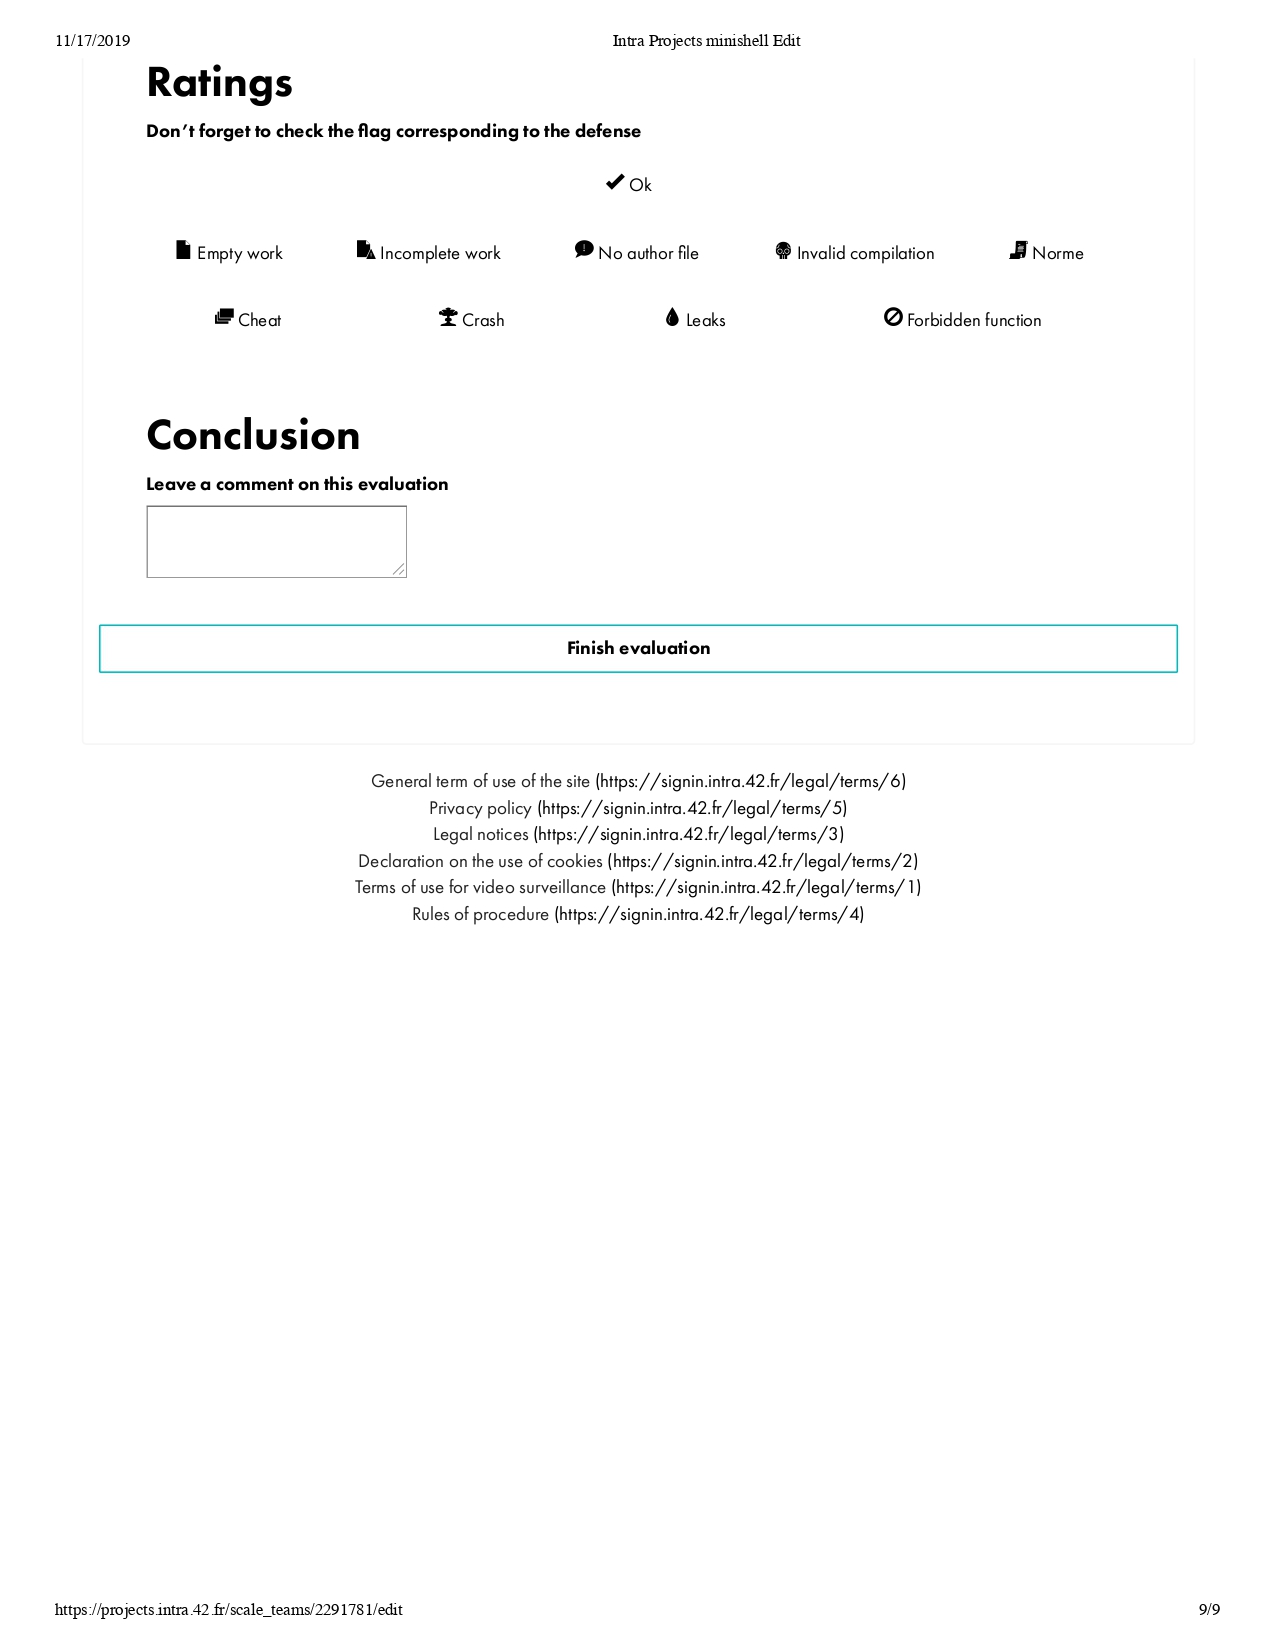 11/17/2019 Intra Projects minishell Edit
Ratings
Don’t forget to check the flag corresponding to the defense
Ok
Empty work Incomplete work No author file Invalid compilation Norme
Cheat Crash Leaks Forbidden function
Conclusion
Leave a comment on this evaluation
Finish evaluation
General term of use of the site (https://signin.intra.42.fr/legal/terms/6)
Privacy policy (https://signin.intra.42.fr/legal/terms/5)
Legal notices (https://signin.intra.42.fr/legal/terms/3)
Declaration on the use of cookies (https://signin.intra.42.fr/legal/terms/2)
Terms of use for video surveillance (https://signin.intra.42.fr/legal/terms/1)
Rules of procedure (https://signin.intra.42.fr/legal/terms/4)
https://projects.intra.42.fr/scale_teams/2291781/edit 9/9